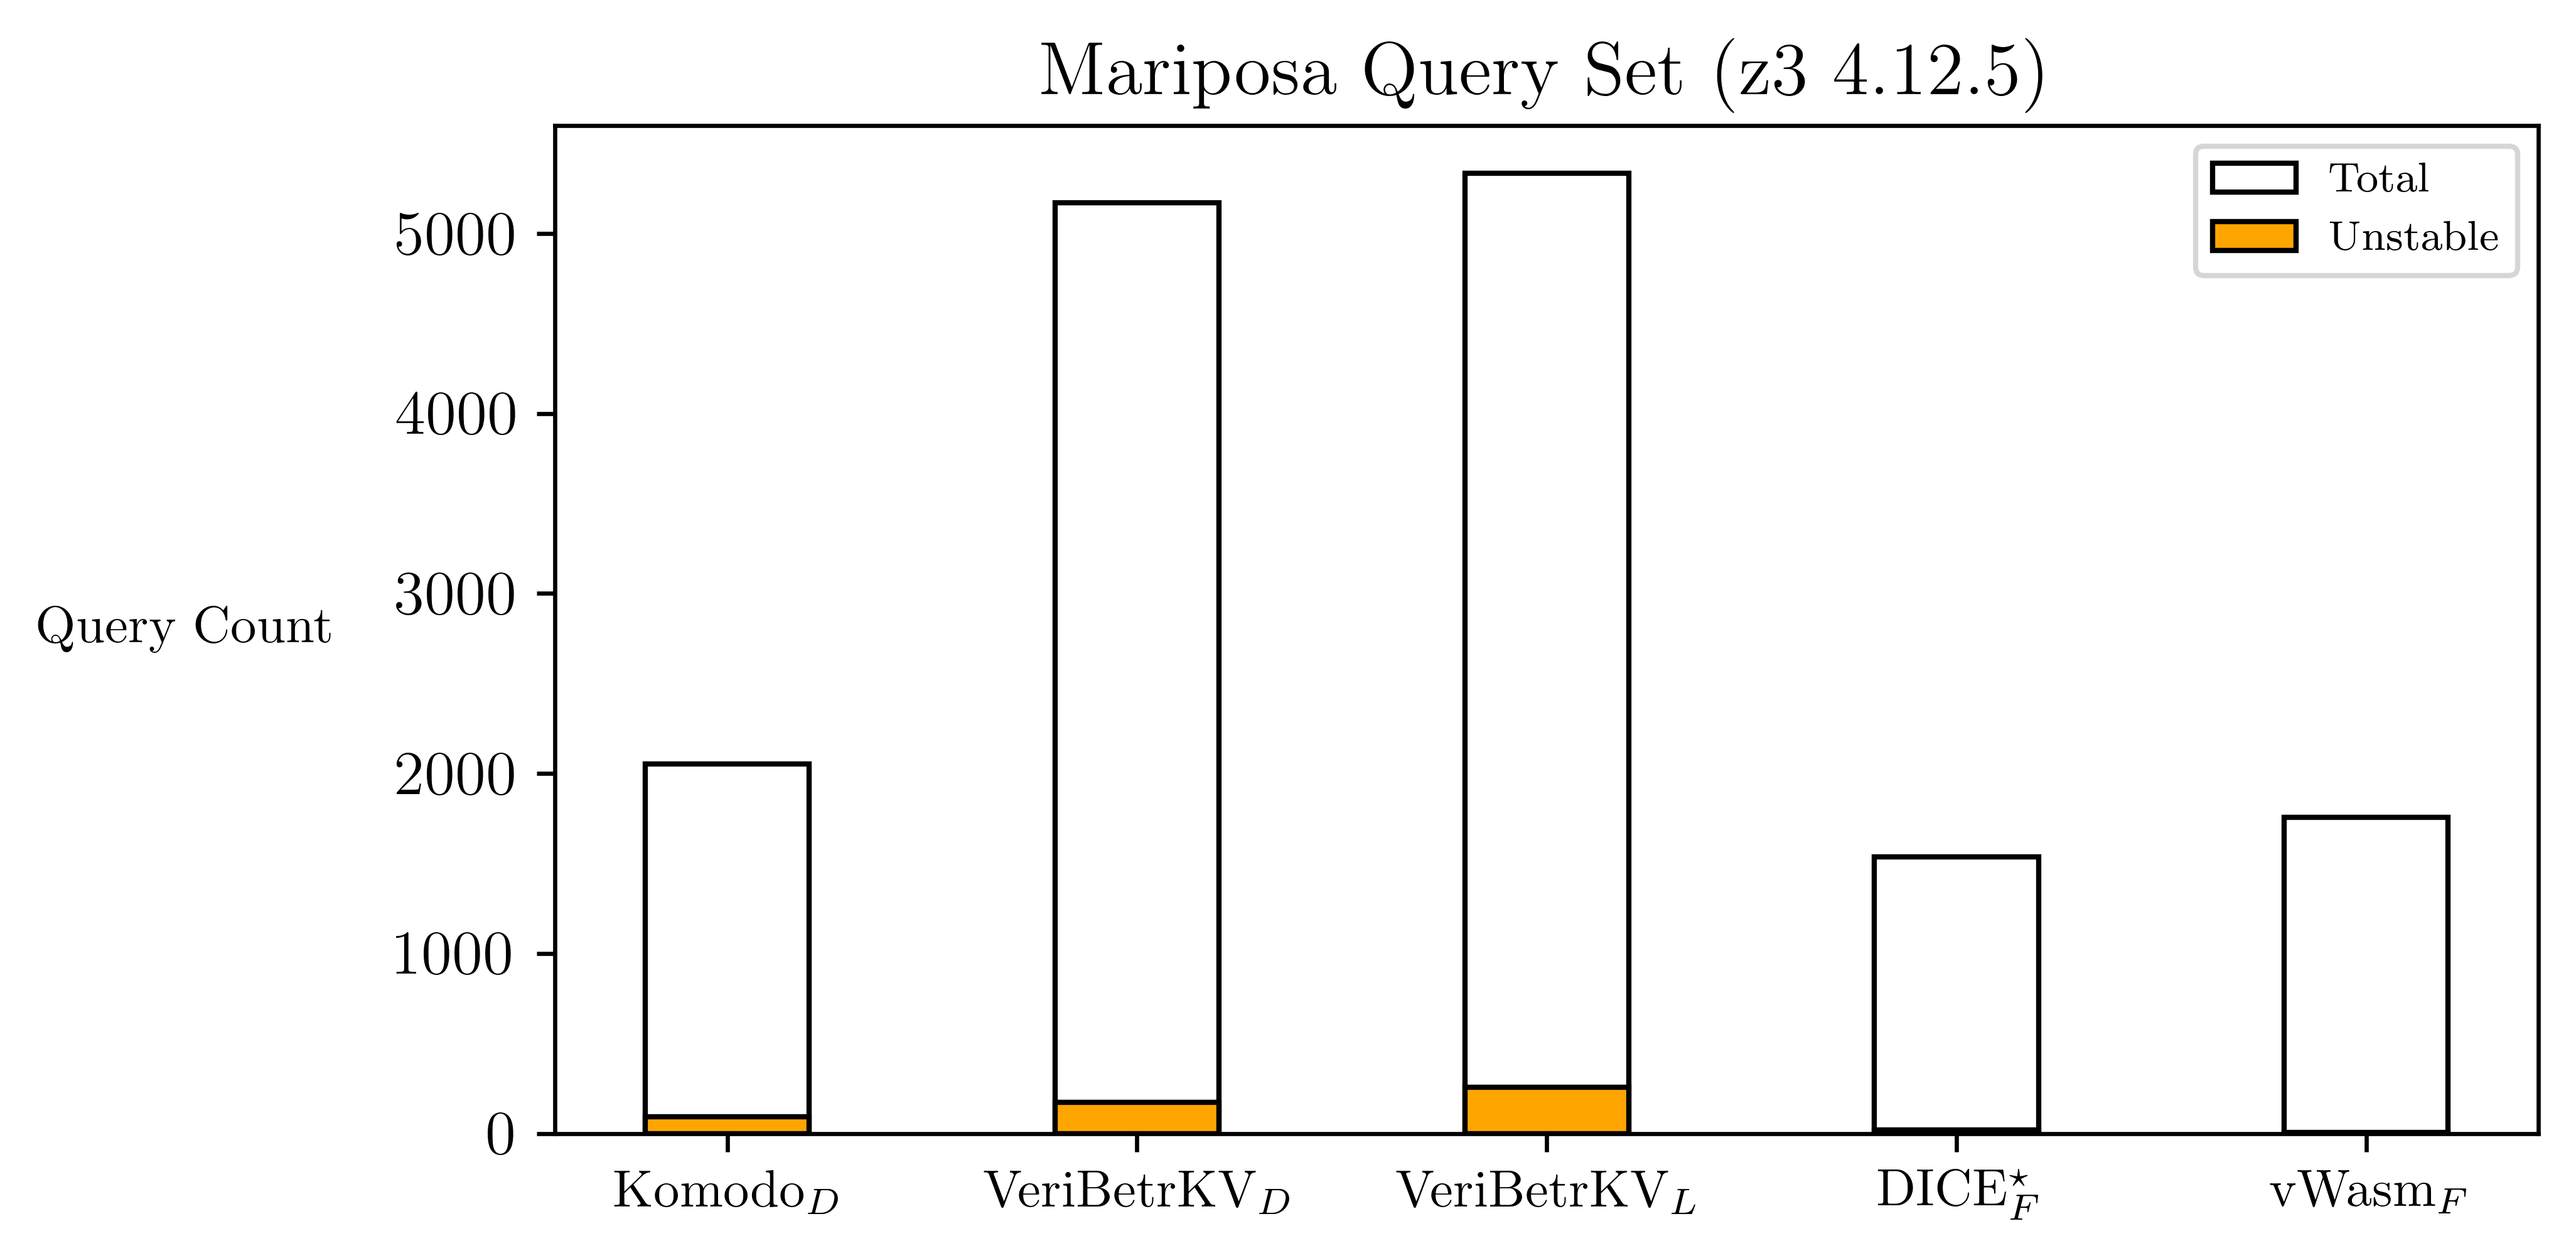 Mariposa Query Set (z3 4.12.5)
Total
Unstable
5000
4000
3000
Query Count
2000
1000
0
Komodo_D VeriBetrKV_D VeriBetrKV_L DICE^⋆_F vWasm_F